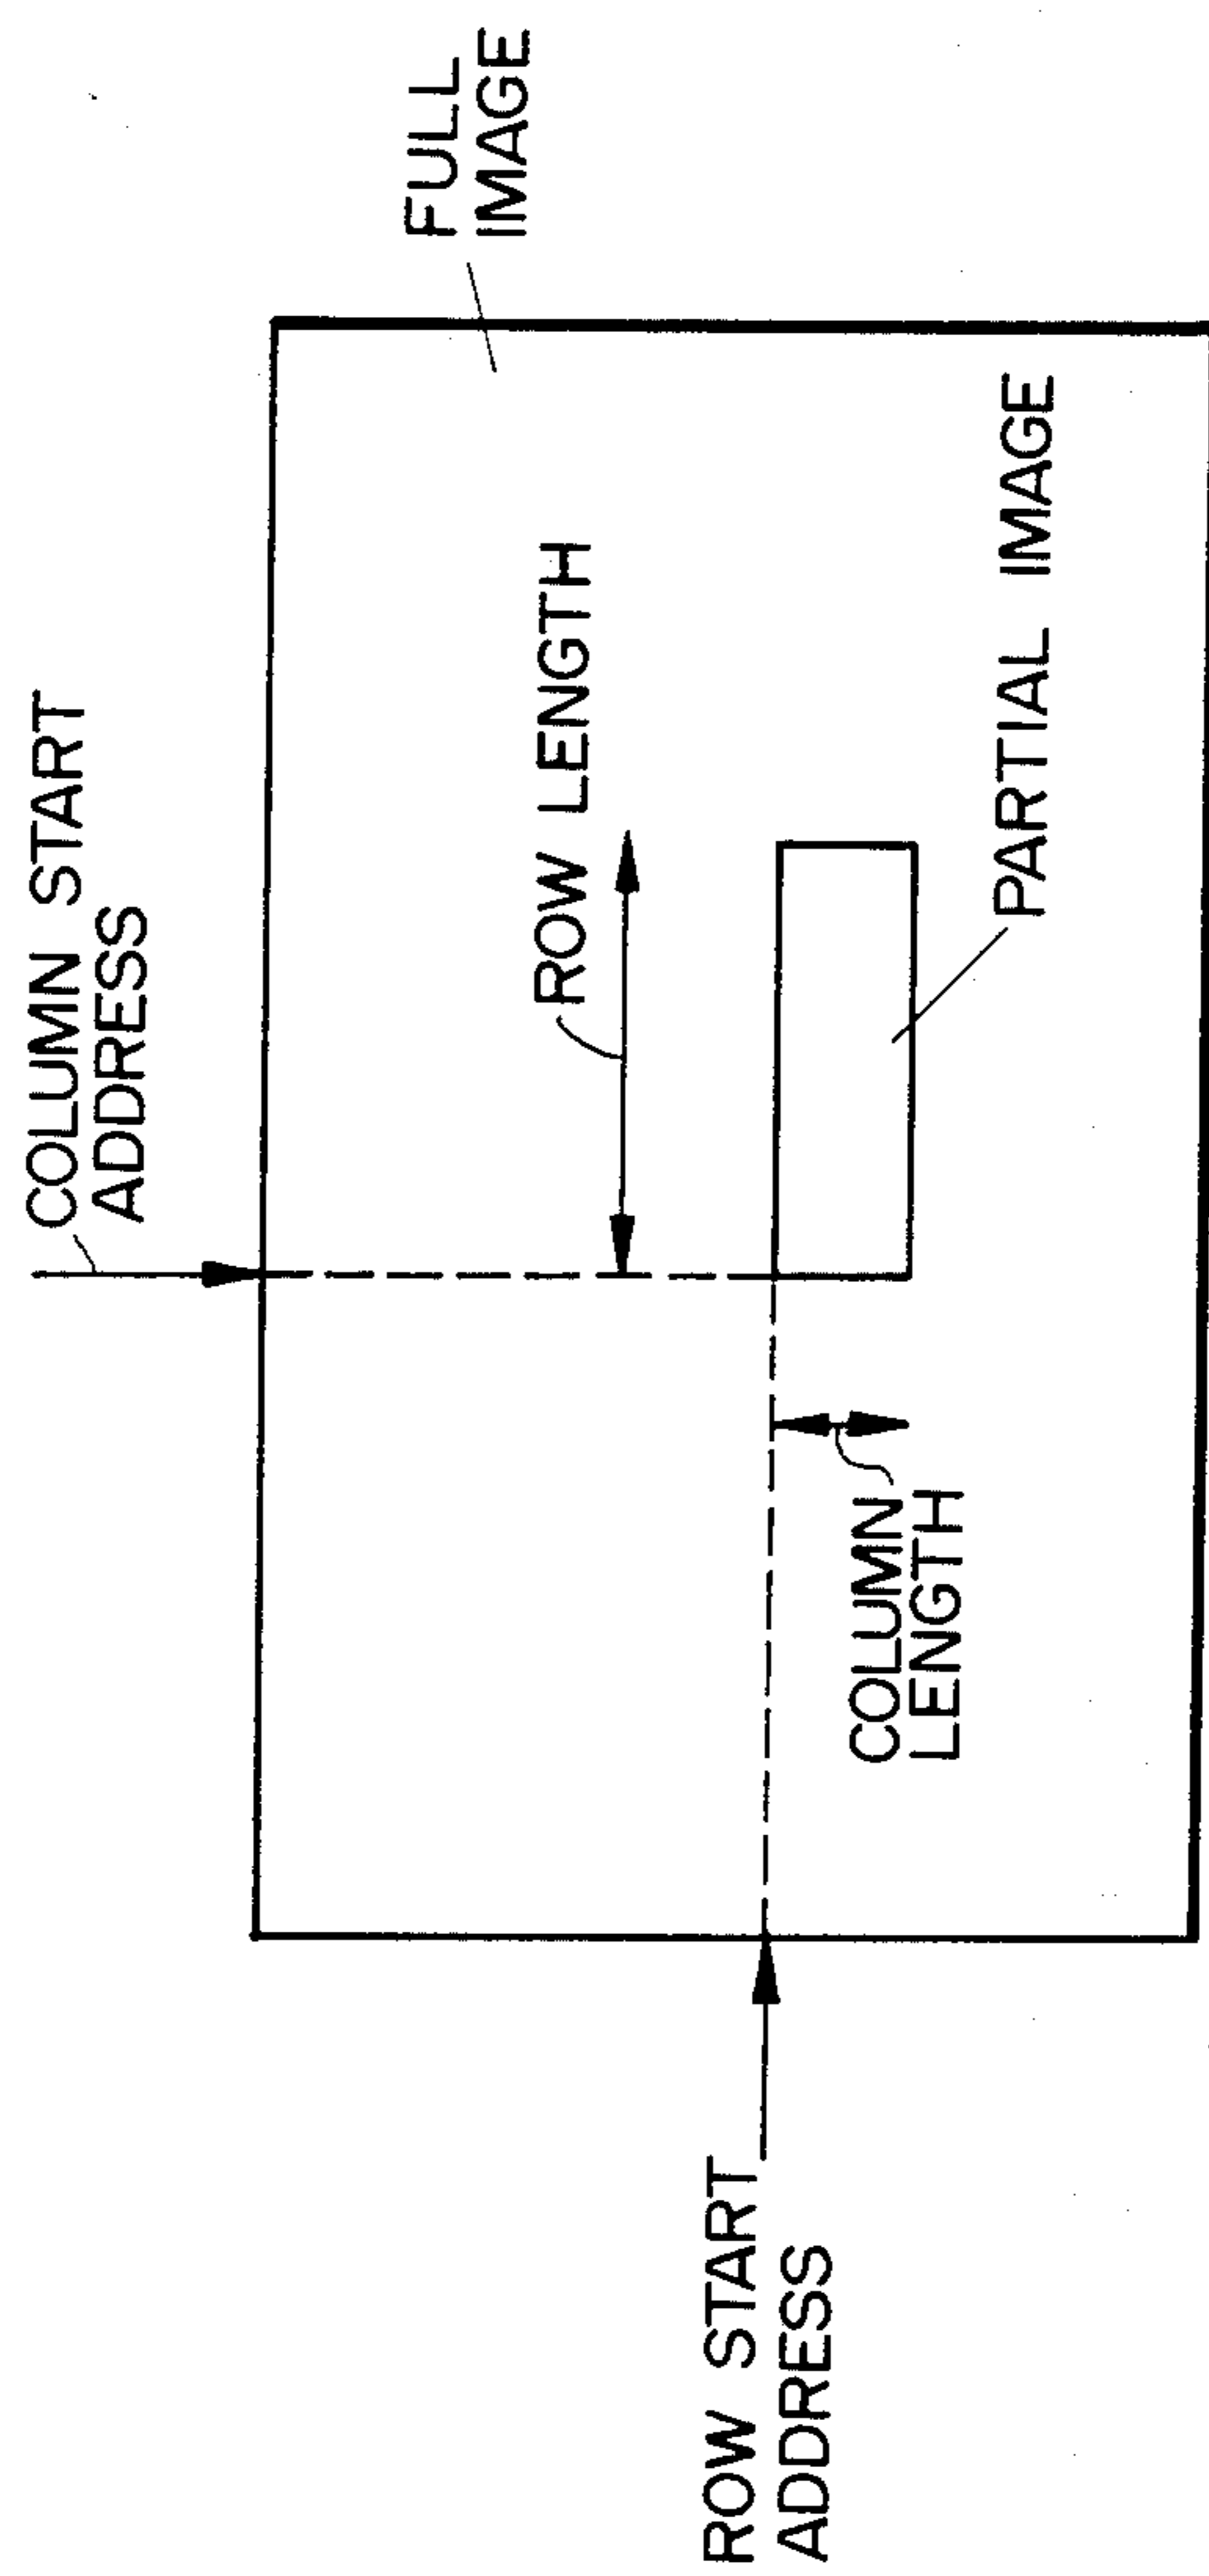 COLUMN START
ADDRESS
FULL
IMAGE
ROW LENGTH
ROW START
ADDRESS
COLUMN
LENGTH
PARTIAL IMAGE